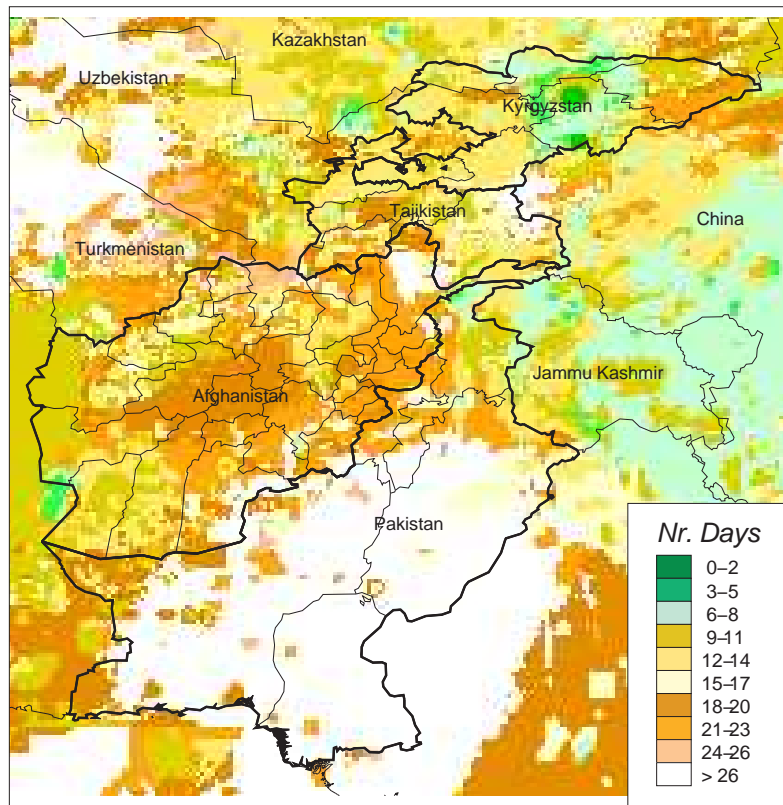 Kazakhstan
Uzbekistan
Kyrgyzstan
Tajikistan
China
Turkmenistan
Jammu Kashmir
Afghanistan
Pakistan
Nr. Days
0–2
3–5
6–8
9–11
12–14
15–17
18–20
21–23
24–26
> 26